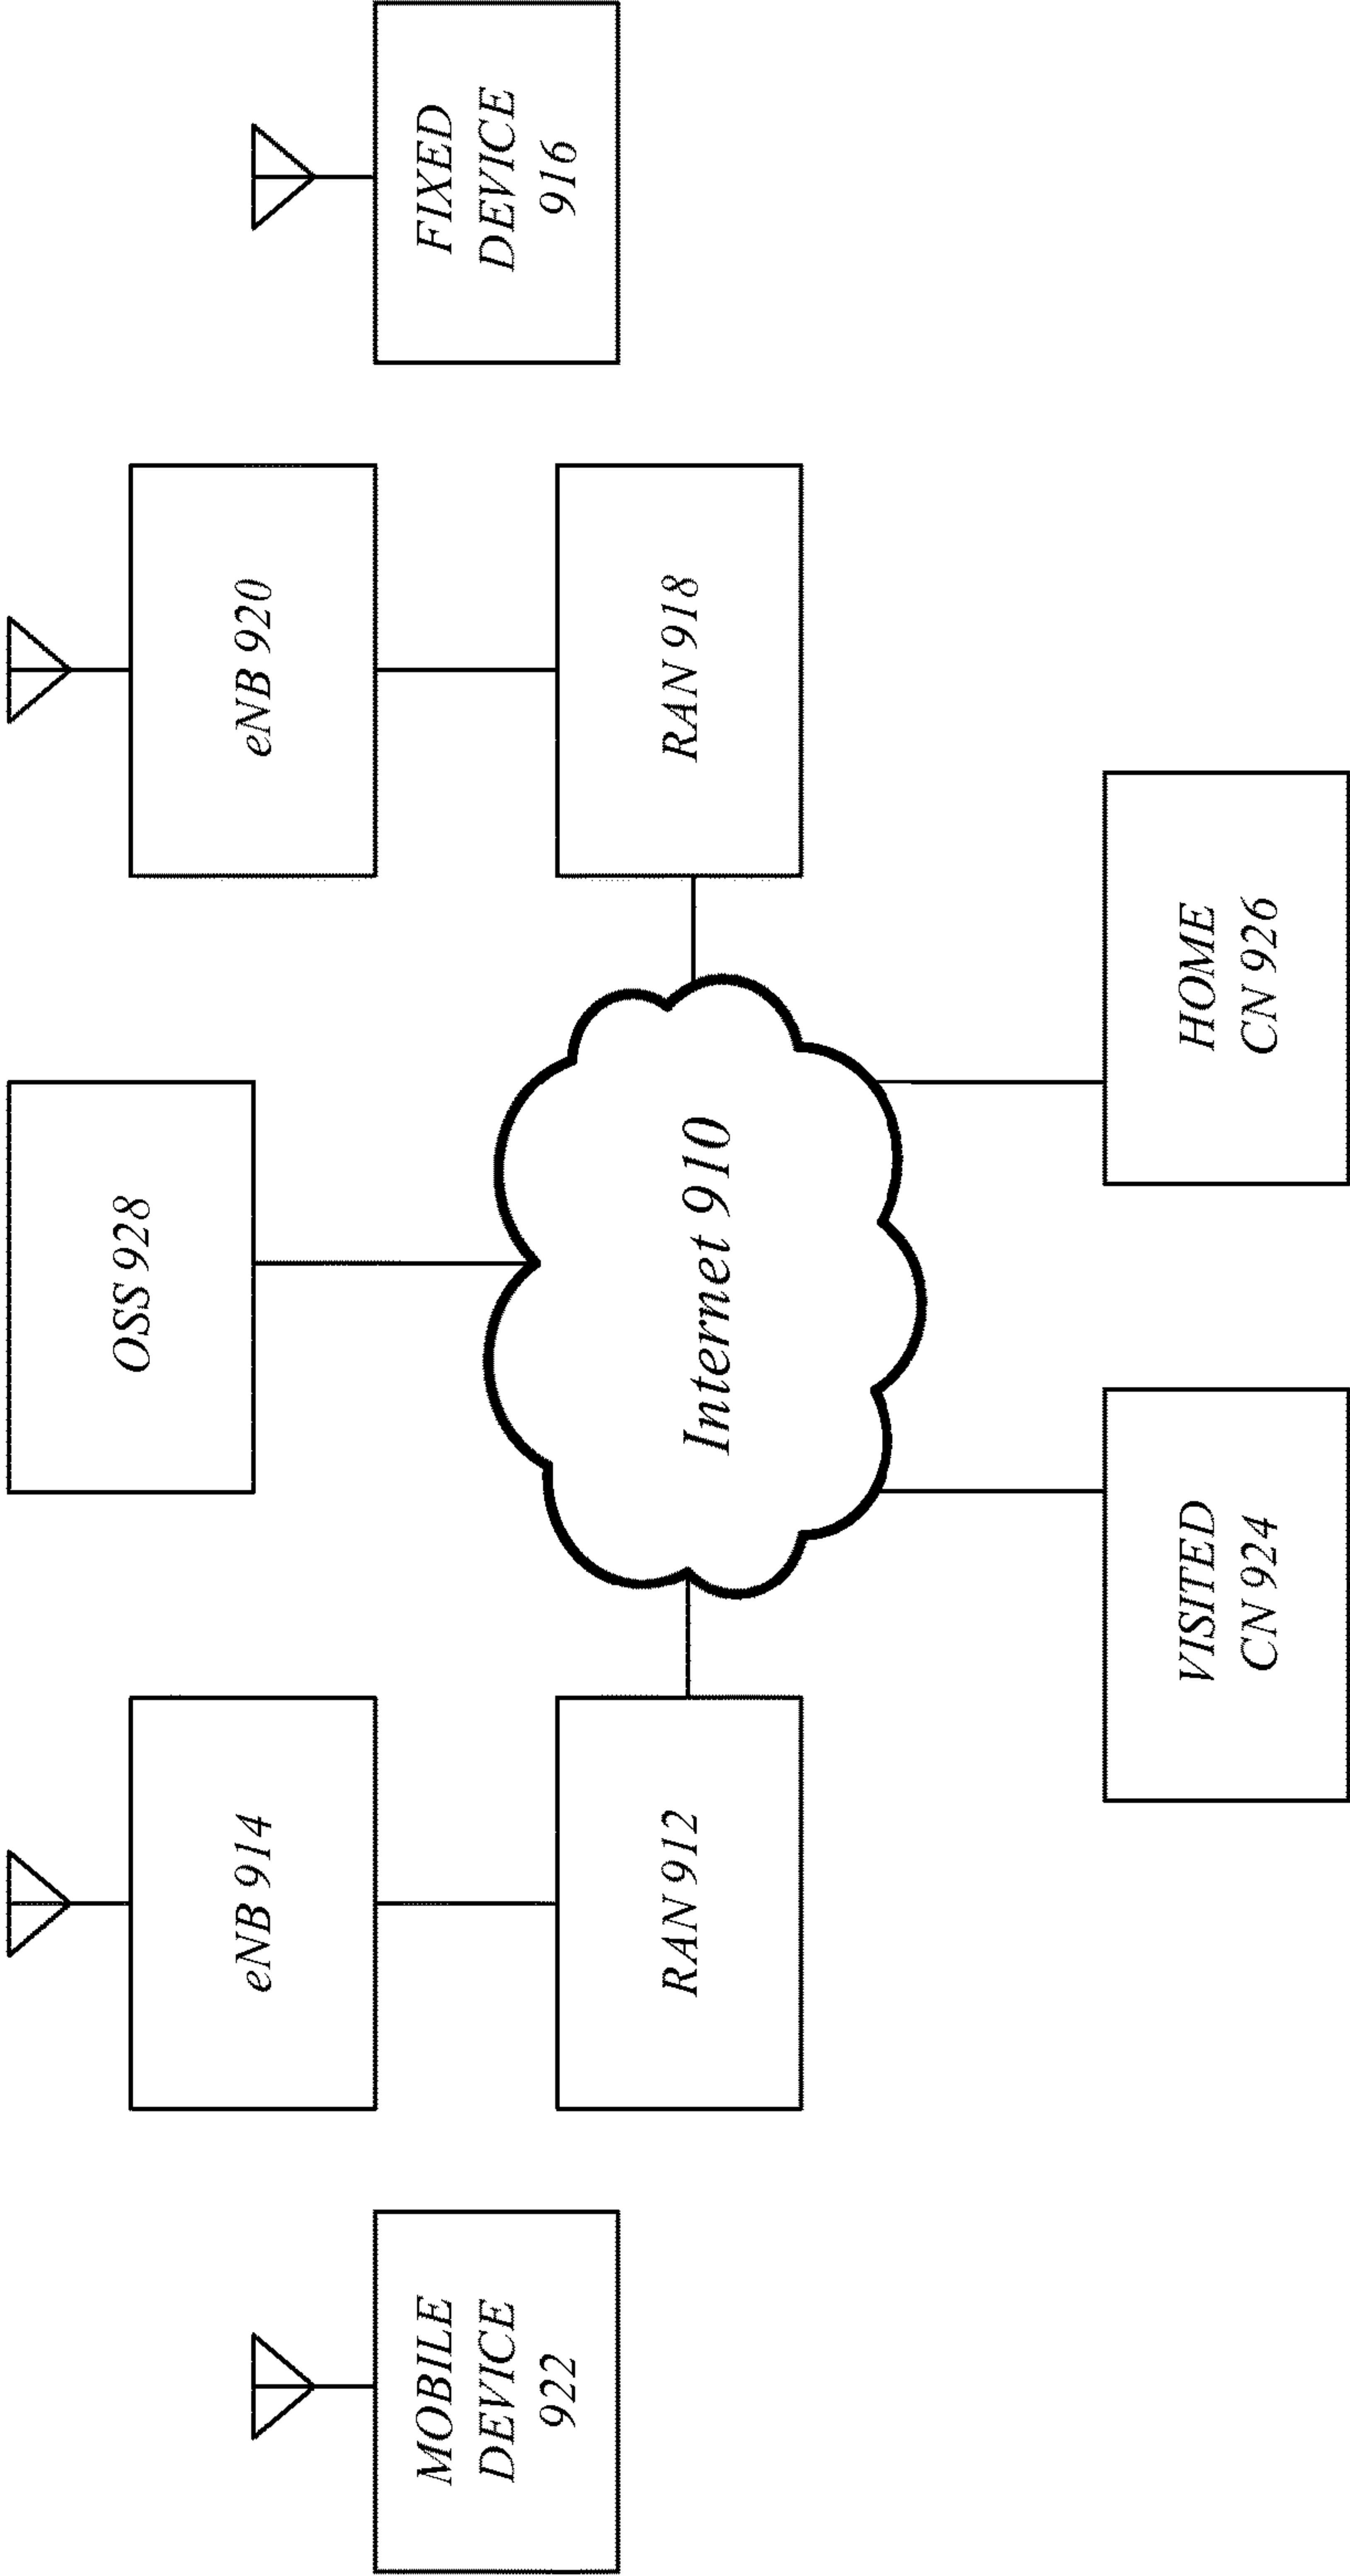 OSS 928
eNB 914
eNB 920
MOBILE
DEVICE
922
FIXED
DEVICE
916
RAN 912
Internet 910
RAN 918
VISITED
CN 924
HOME
CN 926